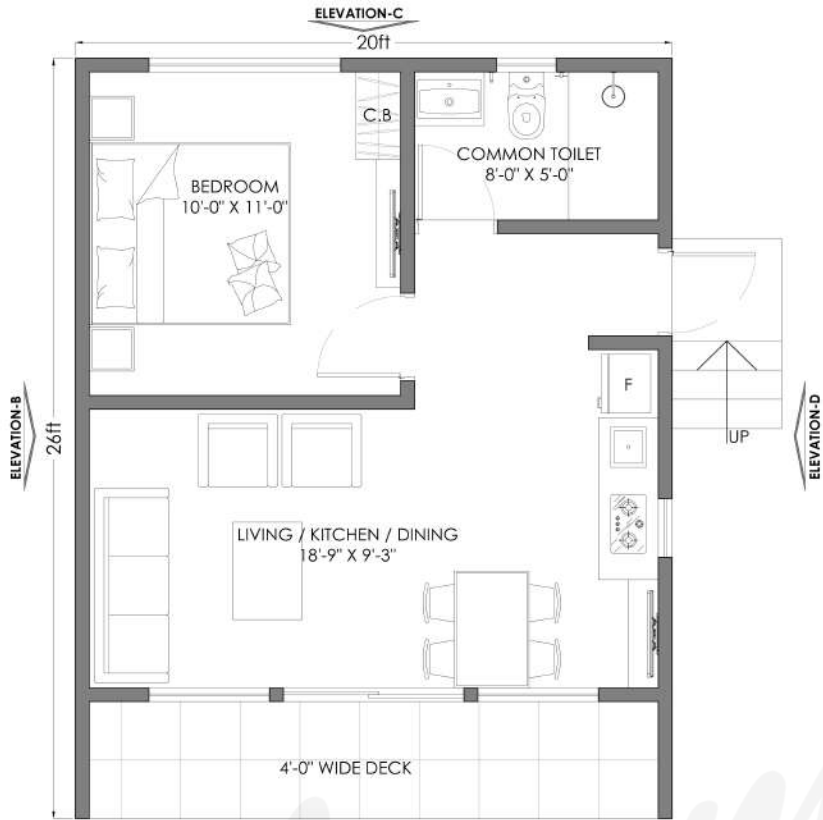 ELEVATION-C
20ft
C.B
BEDROOM
10'-0" X 11'-0"
COMMON TOILET
8'-0" X 5'-0"
ELEVATION-B
26ft
F
UP
ELEVATION-D
LIVING / KITCHEN / DINING
18'-9" X 9'-3"
4'-0" WIDE DECK